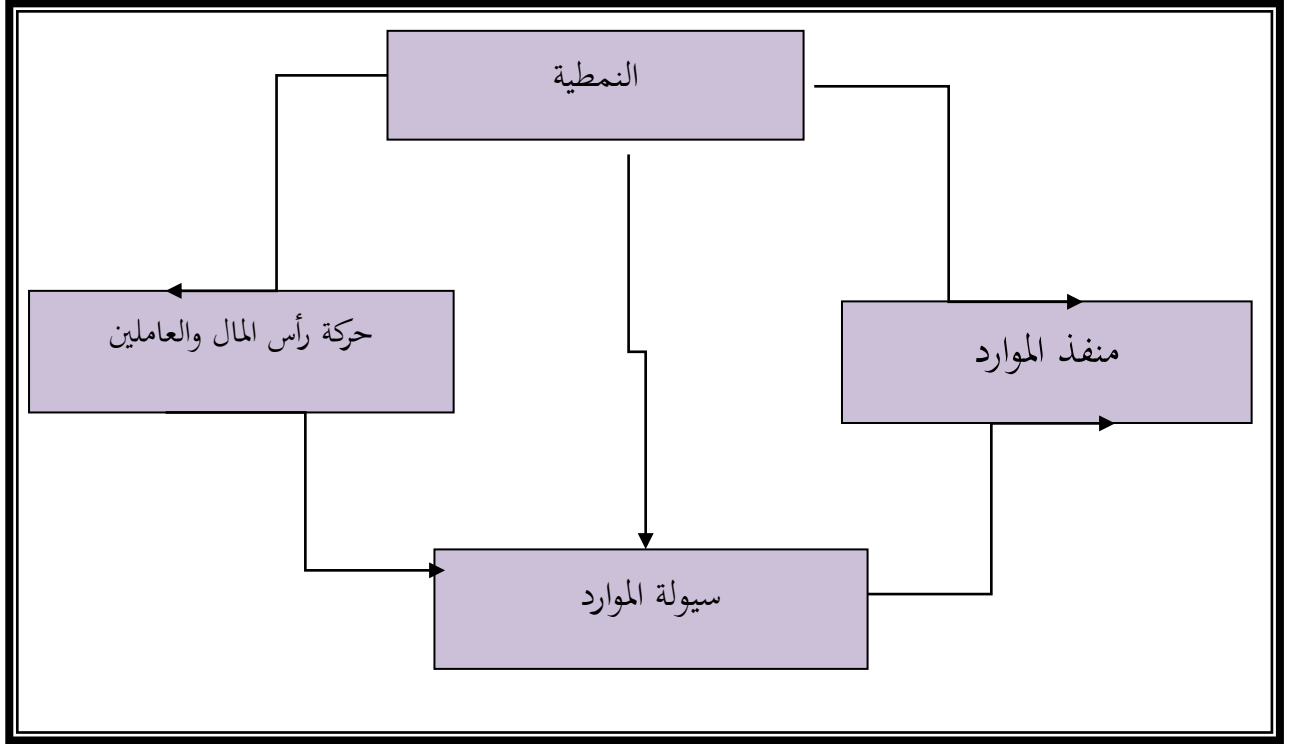 النمطية
منفذ الموارد
حركة رأس المال والعاملين
سيولة الموارد